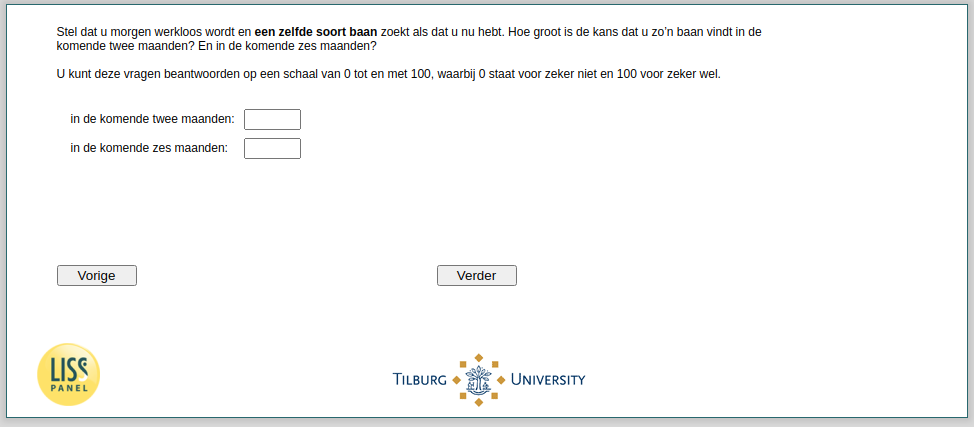 Stel dat u morgen werkloos wordt en een zelfde soort baan zoekt als dat u nu hebt. Hoe groot is de kans dat u zo'n baan vindt in de
komende twee maanden? En in de komende zes maanden?
U kunt deze vragen beantwoorden op een schaal van 0 tot en met 100, waarbij 0 staat voor zeker niet en 100 voor zeker wel.
in de komende twee maanden:
in de komende zes maanden:
Vorige
Verder
LISS
PANEL
TILBURG UNIVERSITY